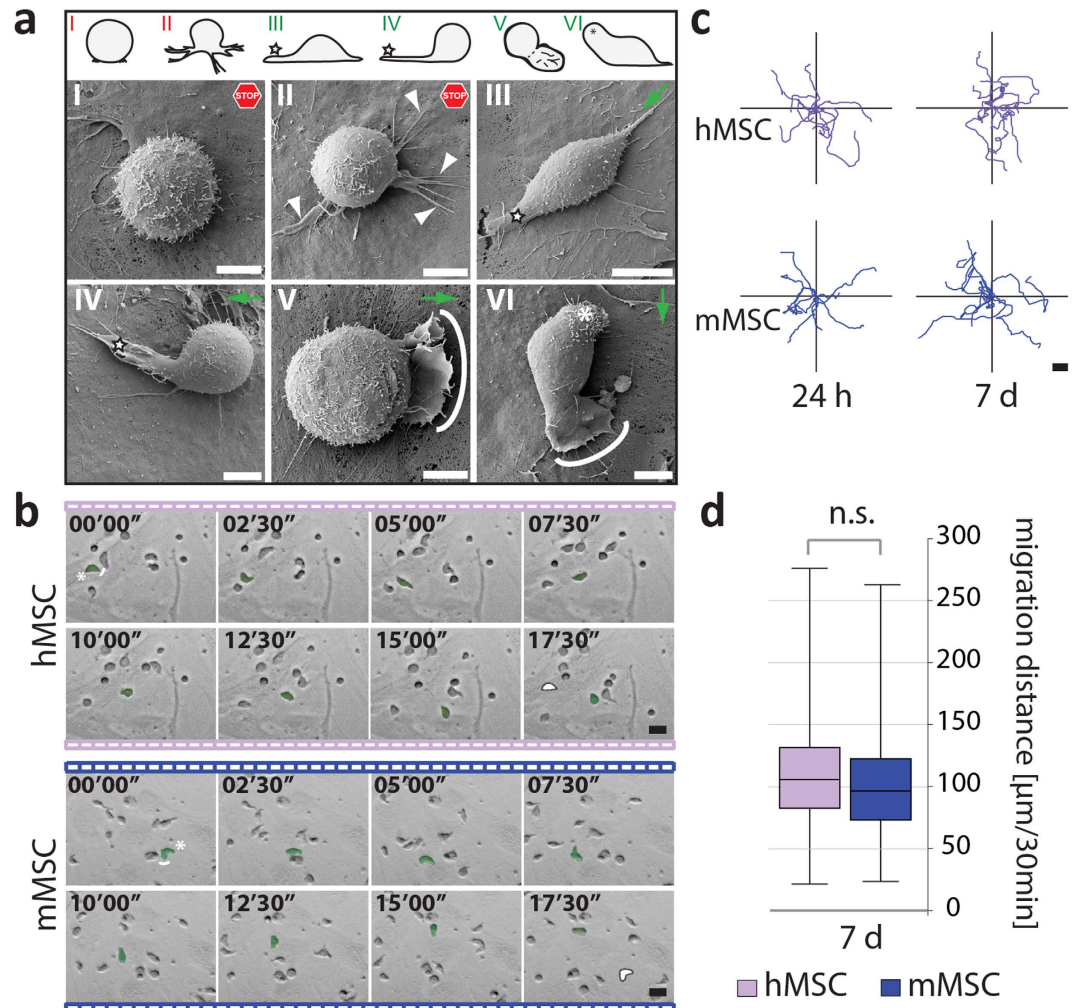 a
I II III IV V VI
I STOP II STOP III
IV V VI
b
hMSC
00'00” 02'30” 05'00” 07'30”
10'00” 12'30” 15'00” 17'30”
mMSC
00'00” 02'30” 05'00” 07'30”
10'00” 12'30” 15'00” 17'30”
c
hMSC
mMSC
24 h 7 d
d
n.s.
300
250
200
150
100
50
0
migration distance [µm/30min]
7 d
hMSC mMSC